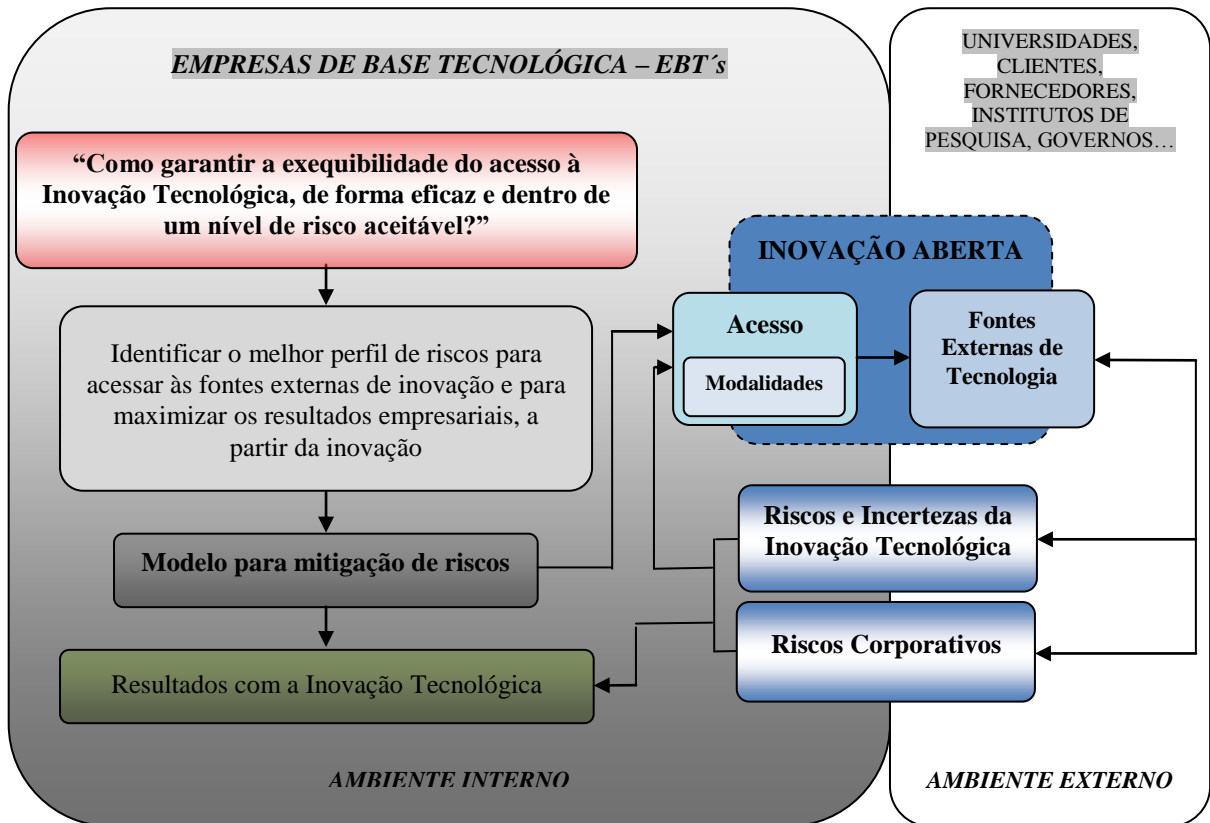 EMPRESAS DE BASE TECNOLÓGICA – EBT´s
UNIVERSIDADES,
CLIENTES,
FORNECEDORES,
INSTITUTOS DE
PESQUISA, GOVERNOS…
“Como garantir a exequibilidade do acesso à
Inovação Tecnológica, de forma eficaz e dentro de
um nível de risco aceitável?”
INOVAÇÃO ABERTA
Acesso
Modalidades
Fontes
Externas de
Tecnologia
Identificar o melhor perfil de riscos para
acessar às fontes externas de inovação e para
maximizar os resultados empresariais, a
partir da inovação
Riscos e Incertezas da
Inovação Tecnológica
Modelo para mitigação de riscos
Riscos Corporativos
Resultados com a Inovação Tecnológica
AMBIENTE INTERNO
AMBIENTE EXTERNO